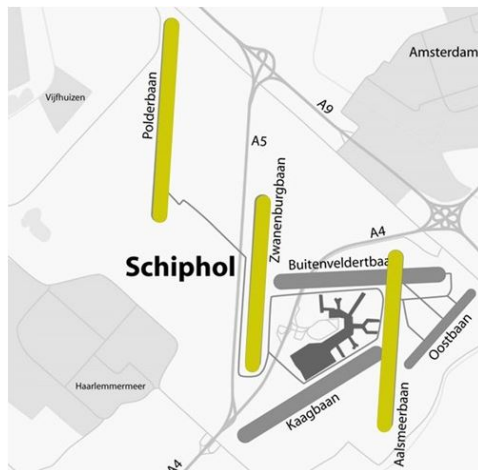 Amsterdam
Vijfhuizen
Polderbaan
A9
A5
Zwanenburgbaan
A4
Schiphol
Buitenveldertbaan
Oostbaan
Haarlemmermeer
Kaagbaan
Aalsmeerbaan
A4